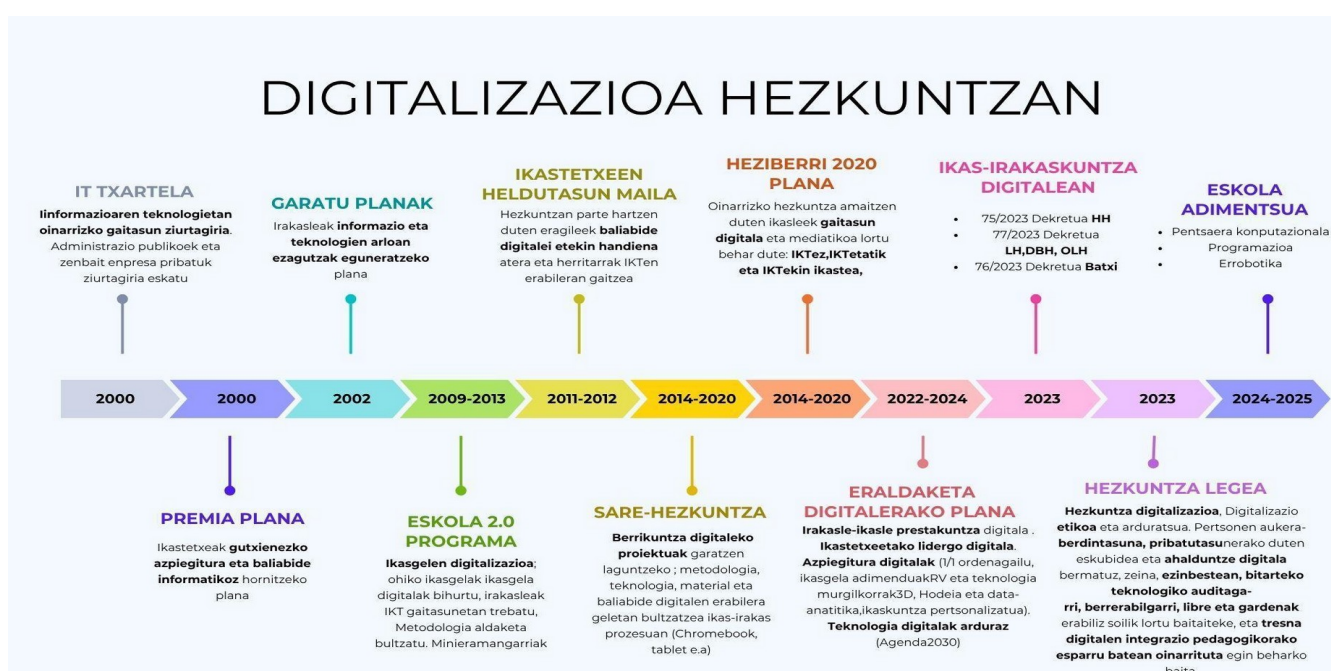 DIGITALIZAZIOA HEZKUNTZAN
IT TXARTELA
Iinformazioaren teknologietan
oinarrizko gaitasun ziurtagiria.
Administrazio publikoek eta
zenbait enpresa pribatuk
ziurtagiria eskatu
GARATU PLANAK
Irakasleak informazio eta
teknologien arloan
ezagutzak eguneratzeko
plana
IKASTETXEEN
HELDUTASUN MAILA
Hezkuntzan parte hartzen
duten eragileek baliabide
digitalei etekin handiena
atera eta herritarrak IKTen
erabileran gaitzea
HEZIBERRI 2020
PLANA
Oinarrizko hezkuntza amaitzen
duten ikasleek gaitasun
digitala eta mediatikoa lortu
behar dute: IKTez,IKTetatik
eta IKTekin ikastea,
IKAS-IRAKASKUNTZA
DIGITALEAN
• 75/2023 Dekretua HH
• 77/2023 Dekretua
LH,DBH, OLH
• 76/2023 Dekretua Batxi
ESKOLA
ADIMENTSUA
• Pentsaera konputazionala
• Programazioa
• Errobotika
2000
2000
2002
2009-2013
2011-2012
2014-2020
2014-2020
2022-2024
2023
2023
2024-2025
PREMIA PLANA
Ikastetxeak gutxienezko
azpiegitura eta baliabide
informatikoz hornitzeko
plana
ESKOLA 2.0
PROGRAMA
Ikasgelen digitalizazioa;
ohiko ikasgelak ikasgela
digitalak bihurtu, irakasleak
IKT gaitasunetan trebatu,
Metodologia aldaketa
bultzatu. Minieramangarriak
SARE-HEZKUNTZA
Berrikuntza digitaleko
proiektuak garatzen
laguntzeko ; metodologia,
teknologia, material eta
baliabide digitalen erabilera
geletan bultzatzea ikas-irakas
prozesuan (Chromebook,
tablet e.a)
ERALDAKETA
DIGITALERAKO PLANA
Irakasle-ikasle prestakuntza digitala .
Ikastetxeetako lidergo digitala.
Azpiegitura digitalak (1/1 ordenagailu,
ikasgela adimenduakRV eta teknologia
murgilkorrak3D, Hodeia eta data-
anatitika,ikaskuntza pertsonalizatua).
Teknologia digitalak arduraz
(Agenda2030)
HEZKUNTZA LEGEA
Hezkuntza digitalizazioa, Digitalizazio
etikoa eta arduratsua. Pertsonen aukera-
berdintasuna, pribatutasunerako duten
eskubidea eta ahalduntze digitala
bermatuz, zeina, ezinbestean, bitarteko
teknologiko auditaga-
rri, berrerabilgarri, libre eta gardenak
erabiliz soilik lortu baitaiteke, eta tresna
digitalen integrazio pedagogikorako
esparru batean oinarrituta egin beharko
baita